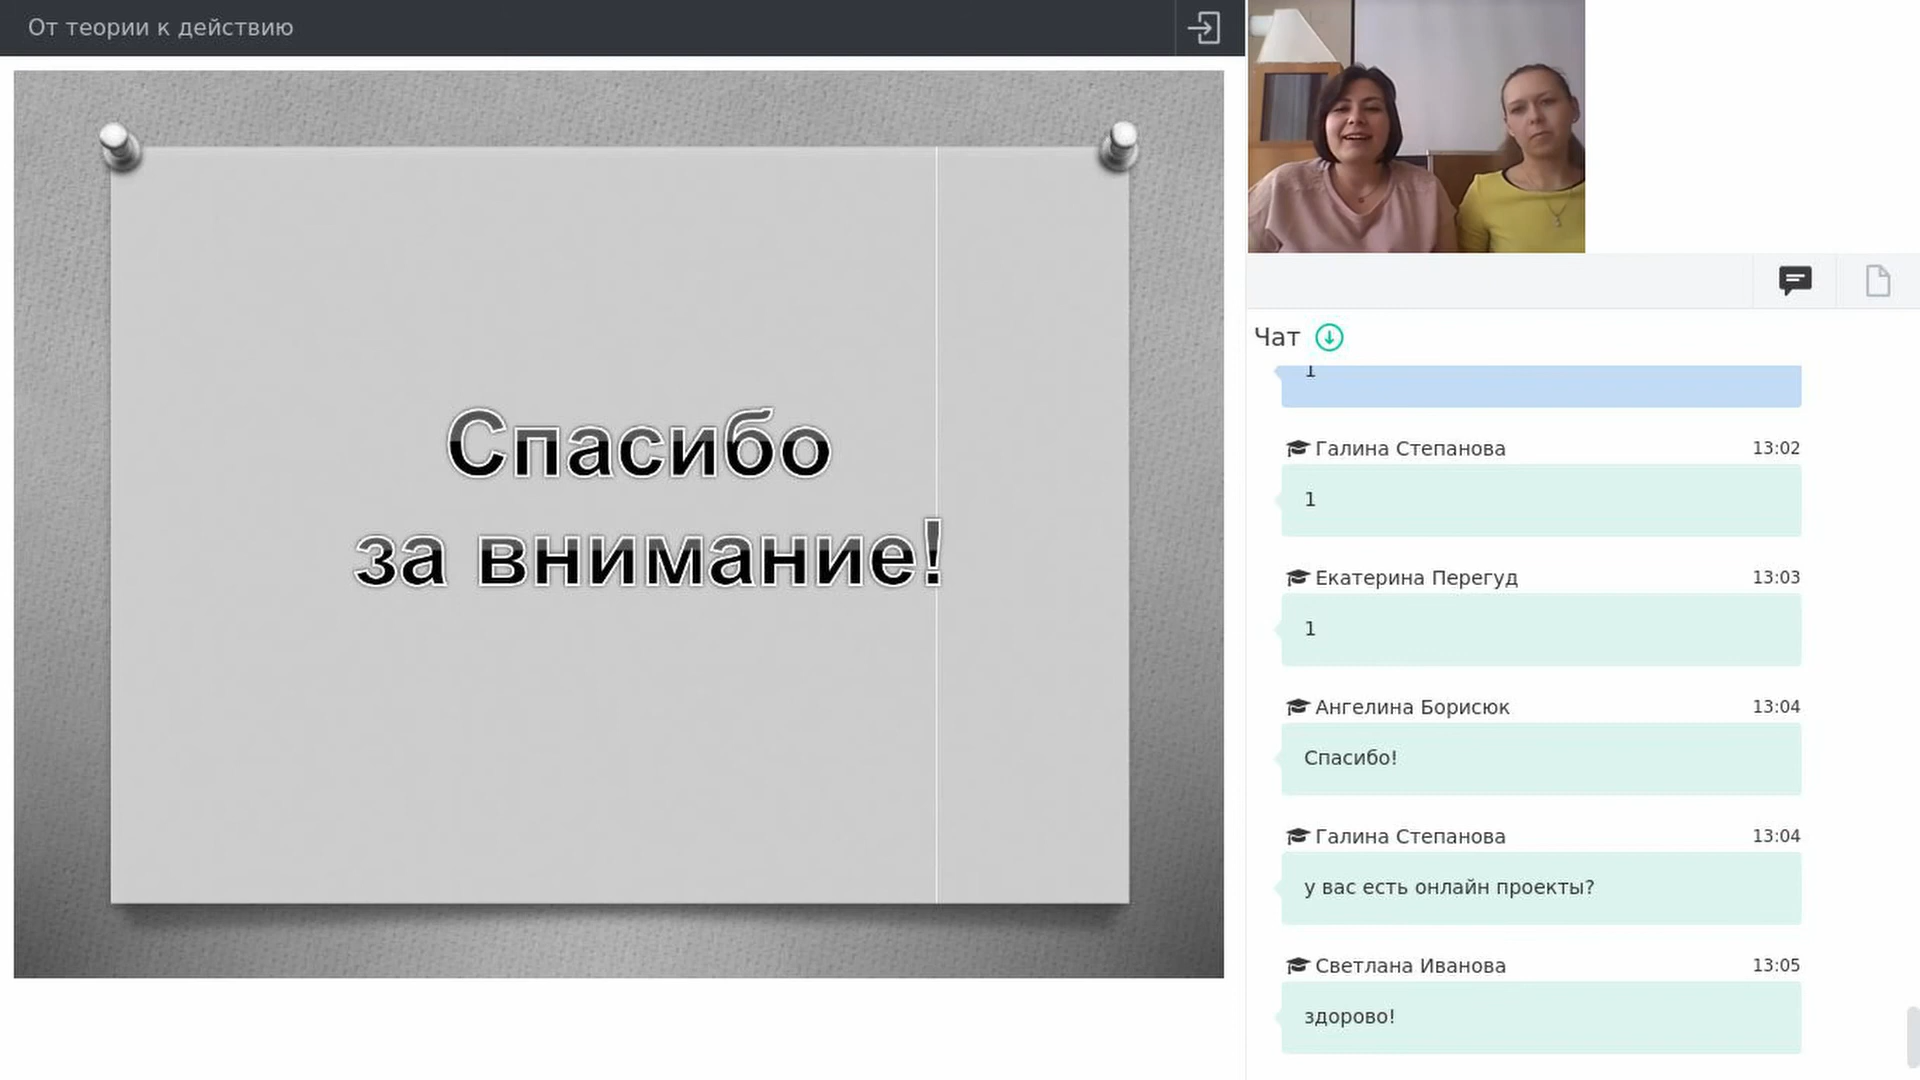 От теории к действию
Спасибо
за внимание!
Чат
1
Галина Степанова 13:02
1
Екатерина Перегуд 13:03
1
Ангелина Борисюк 13:04
Спасибо!
Галина Степанова 13:04
у вас есть онлайн проекты?
Светлана Иванова 13:05
здорово!